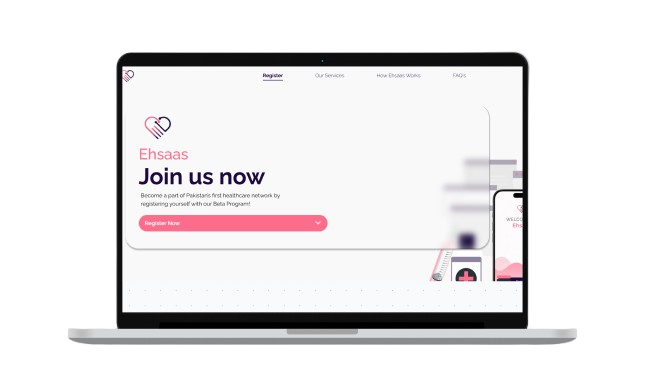 Register
Our Services
How Ehsaas Works
FAQ's
Ehsaas
Join us now
Become a part of Pakistan's first healthcare network by
registering yourself with our Beta Program!
Register Now
WELCO
Ehs